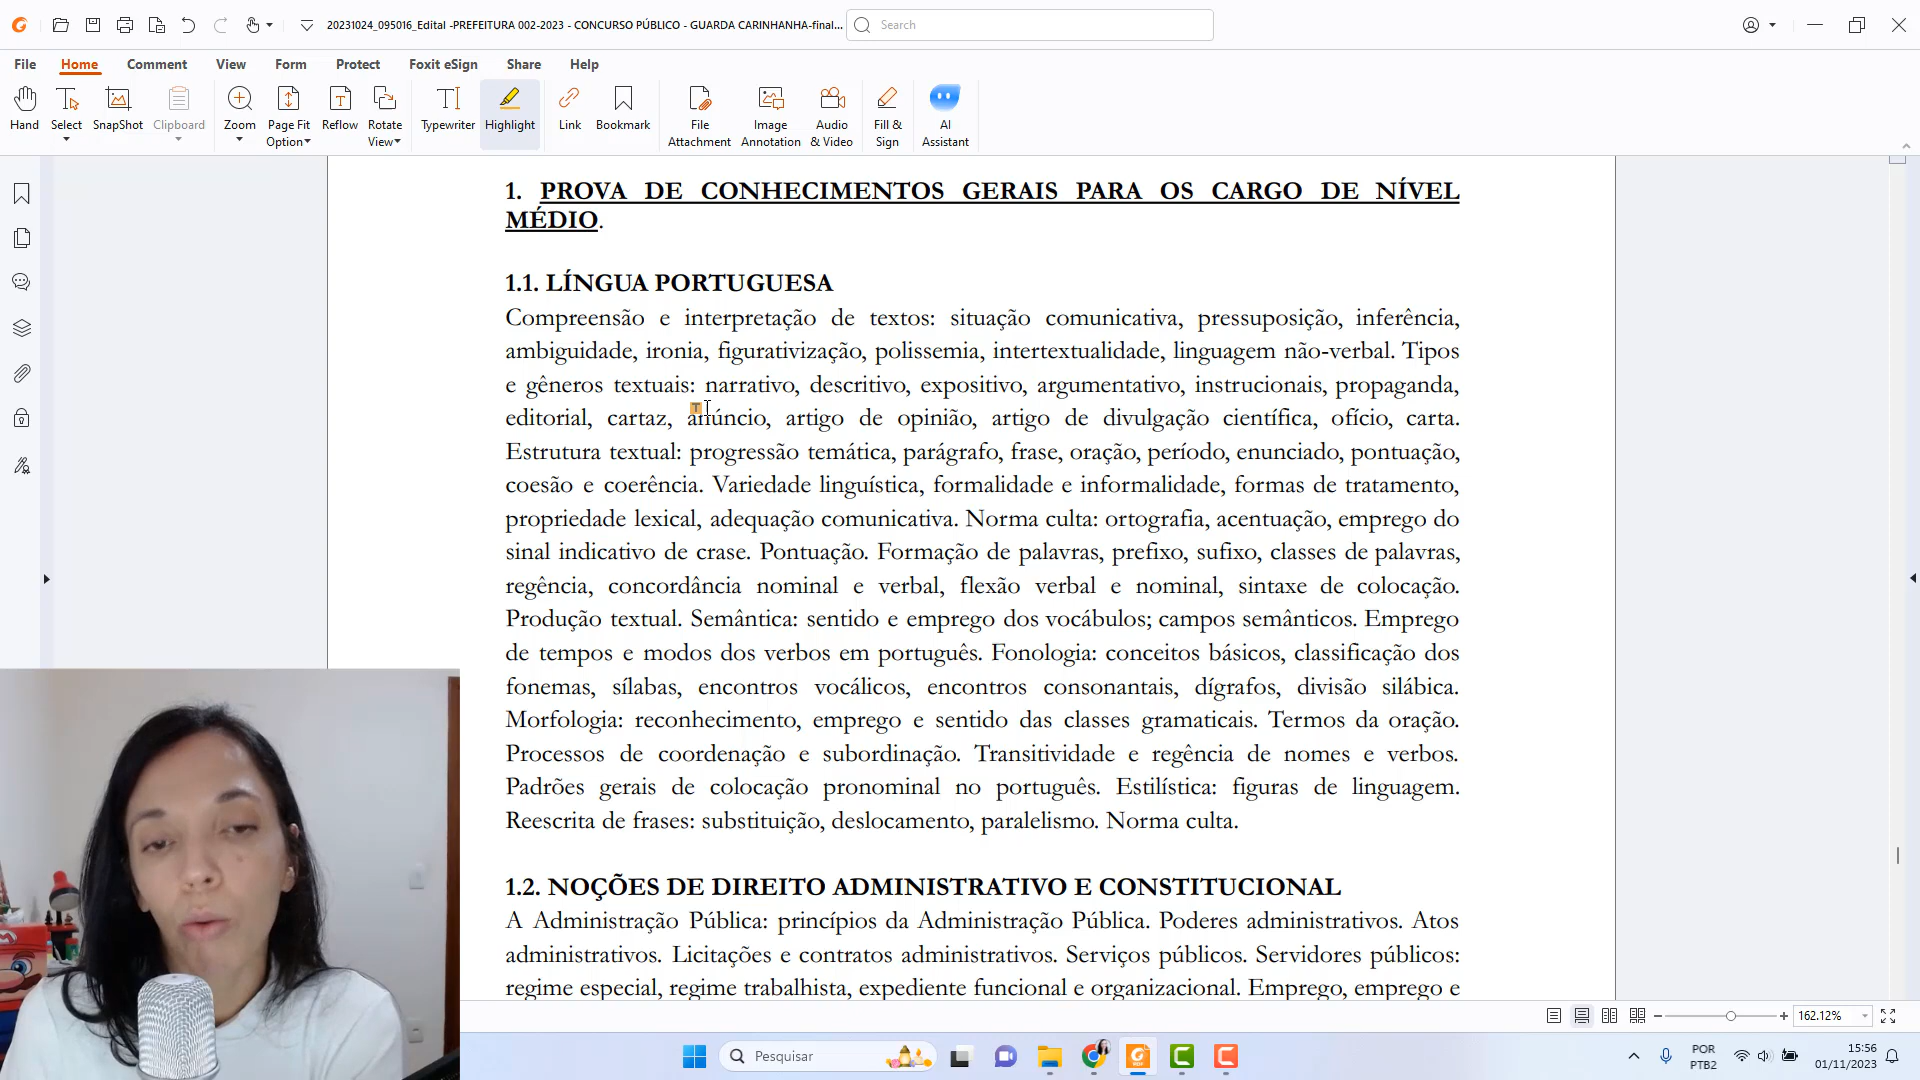 20231024_095016_Edital -PREFEITURA 002-2023 - CONCURSO PÚBLICO - GUARDA CARINHANHA-final...
Search
File Home Comment View Form Protect Foxit eSign Share Help
Hand Select SnapShot Clipboard Zoom Page Fit Option Reflow Rotate View Typewriter Highlight Link Bookmark File Attachment Image Annotation Audio & Video Fill & Sign AI Assistant
1. PROVA DE CONHECIMENTOS GERAIS PARA OS CARGO DE NÍVEL
MÉDIO.
1.1. LÍNGUA PORTUGUESA
Compreensão e interpretação de textos: situação comunicativa, pressuposição, inferência,
ambiguidade, ironia, figurativização, polissemia, intertextualidade, linguagem não-verbal. Tipos
e gêneros textuais: narrativo, descritivo, expositivo, argumentativo, instrucionais, propaganda,
editorial, cartaz, anúncio, artigo de opinião, artigo de divulgação científica, ofício, carta.
Estrutura textual: progressão temática, parágrafo, frase, oração, período, enunciado, pontuação,
coesão e coerência. Variedade linguística, formalidade e informalidade, formas de tratamento,
propriedade lexical, adequação comunicativa. Norma culta: ortografia, acentuação, emprego do
sinal indicativo de crase. Pontuação. Formação de palavras, prefixo, sufixo, classes de palavras,
regência, concordância nominal e verbal, flexão verbal e nominal, sintaxe de colocação.
Produção textual. Semântica: sentido e emprego dos vocábulos; campos semânticos. Emprego
de tempos e modos dos verbos em português. Fonologia: conceitos básicos, classificação dos
fonemas, sílabas, encontros vocálicos, encontros consonantais, dígrafos, divisão silábica.
Morfologia: reconhecimento, emprego e sentido das classes gramaticais. Termos da oração.
Processos de coordenação e subordinação. Transitividade e regência de nomes e verbos.
Padrões gerais de colocação pronominal no português. Estilística: figuras de linguagem.
Reescrita de frases: substituição, deslocamento, paralelismo. Norma culta.
1.2. NOÇÕES DE DIREITO ADMINISTRATIVO E CONSTITUCIONAL
A Administração Pública: princípios da Administração Pública. Poderes administrativos. Atos
administrativos. Licitações e contratos administrativos. Serviços públicos. Servidores públicos:
regime especial, regime trabalhista, expediente funcional e organizacional. Emprego, emprego e
162.12%
Pesquisar
POR
PTB2
15:56
01/11/2023